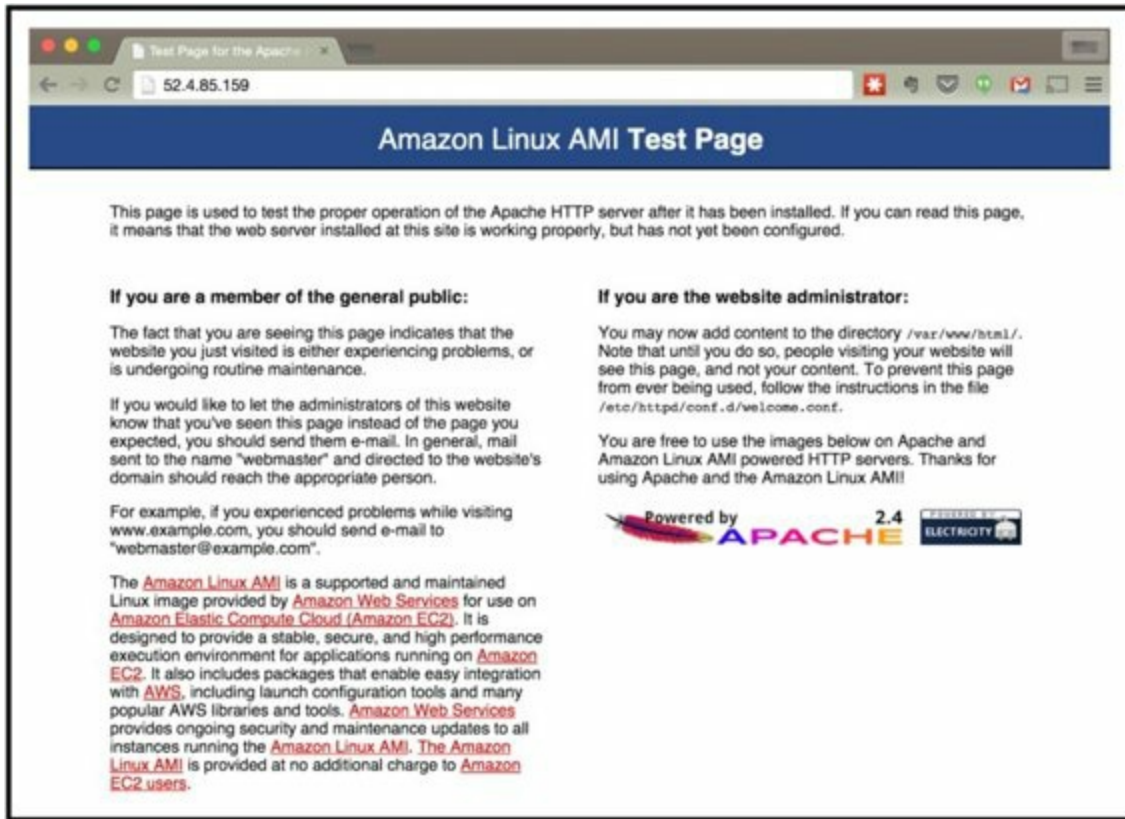 Test Page for the Apache
52.4.85.159
Amazon Linux AMI Test Page
This page is used to test the proper operation of the Apache HTTP server after it has been installed. If you can read this page,
it means that the web server installed at this site is working properly, but has not yet been configured.
If you are a member of the general public:
The fact that you are seeing this page indicates that the
website you just visited is either experiencing problems, or
is undergoing routine maintenance.
If you would like to let the administrators of this website
know that you've seen this page instead of the page you
expected, you should send them e-mail. In general, mail
sent to the name "webmaster" and directed to the website's
domain should reach the appropriate person.
For example, if you experienced problems while visiting
www.example.com, you should send e-mail to
"webmaster@example.com".
The Amazon Linux AMI is a supported and maintained
Linux image provided by Amazon Web Services for use on
Amazon Elastic Compute Cloud (Amazon EC2). It is
designed to provide a stable, secure, and high performance
execution environment for applications running on Amazon
EC2. It also includes packages that enable easy integration
with AWS, including launch configuration tools and many
popular AWS libraries and tools. Amazon Web Services
provides ongoing security and maintenance updates to all
instances running the Amazon Linux AMI. The Amazon
Linux AMI is provided at no additional charge to Amazon
EC2 users.
If you are the website administrator:
You may now add content to the directory /var/www/html/.
Note that until you do so, people visiting your website will
see this page, and not your content. To prevent this page
from ever being used, follow the instructions in the file
/etc/httpd/conf.d/welcome.conf.
You are free to use the images below on Apache and
Amazon Linux AMI powered HTTP servers. Thanks for
using Apache and the Amazon Linux AMI!
Powered by 2.4
APACHE
POWERED BY
ELECTRICITY